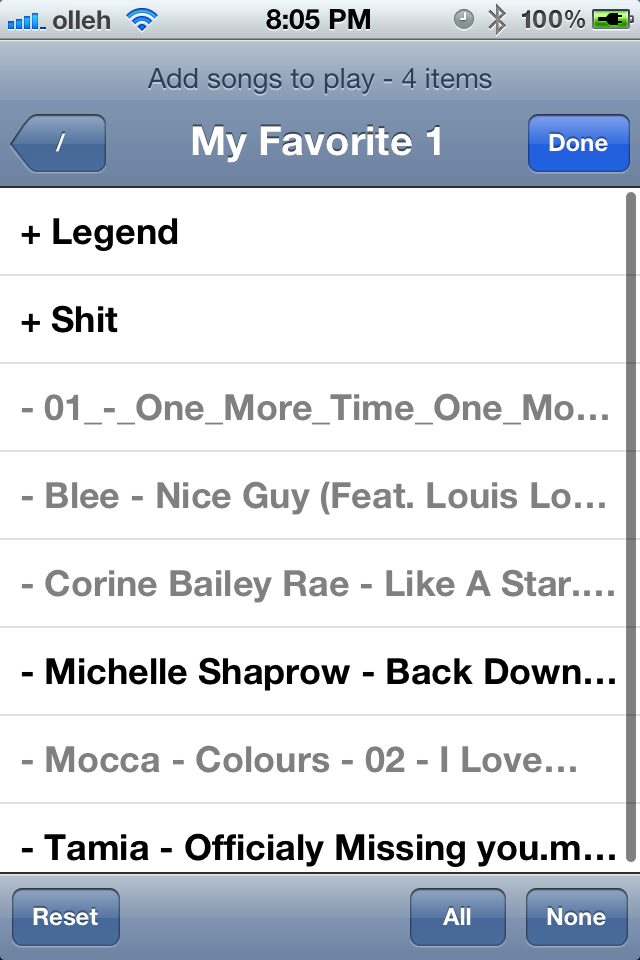 olleh 8:05 PM 100%
Add songs to play - 4 items
/ My Favorite 1 Done
+ Legend
+ Shit
- 01_-_One_More_Time_One_Mo...
- Blee - Nice Guy (Feat. Louis Lo...
- Corine Bailey Rae - Like A Star....
- Michelle Shaprow - Back Down...
- Mocca - Colours - 02 - I Love...
- Tamia - Officialy Missing you.m...
Reset All None